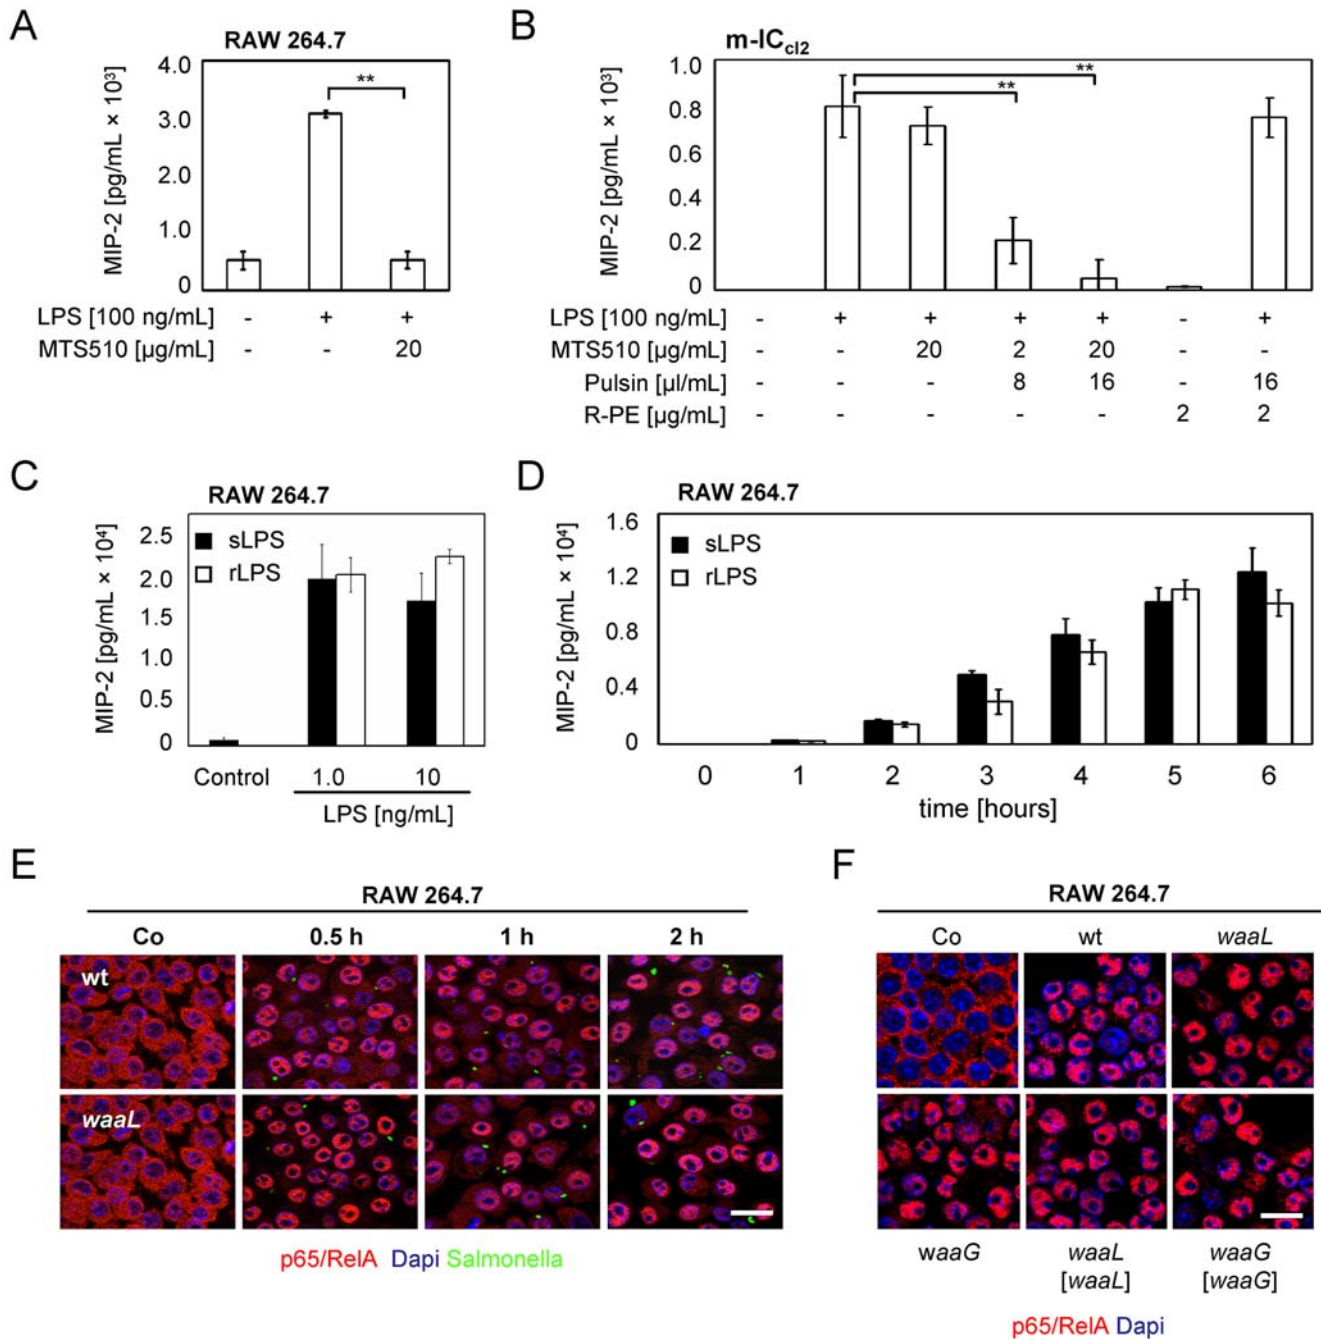 A
RAW 264.7
MIP-2 [pg/mL × 10³]
4.0
3.0
2.0
1.0
0
**
LPS [100 ng/mL] - + +
MTS510 [µg/mL] - - 20
B
m-ICcl2
MIP-2 [pg/mL × 10³]
1.0
0.8
0.6
0.4
0.2
0
**
**
LPS [100 ng/mL] - + + + + - +
MTS510 [µg/mL] - - 20 2 20 - -
Pulsin [µl/mL] - - - 8 16 - 16
R-PE [µg/mL] - - - - - 2 2
C
RAW 264.7
MIP-2 [pg/mL × 10⁴]
2.5
2.0
1.5
1.0
0.5
0
sLPS
rLPS
Control 1.0 10
LPS [ng/mL]
D
RAW 264.7
MIP-2 [pg/mL × 10⁴]
1.6
1.2
0.8
0.4
0
sLPS
rLPS
0 1 2 3 4 5 6
time [hours]
E
RAW 264.7
Co 0.5 h 1 h 2 h
wt
waaL
p65/RelA Dapi Salmonella
F
RAW 264.7
Co wt waaL
waaG waaL waaG
[waaL] [waaG]
p65/RelA Dapi